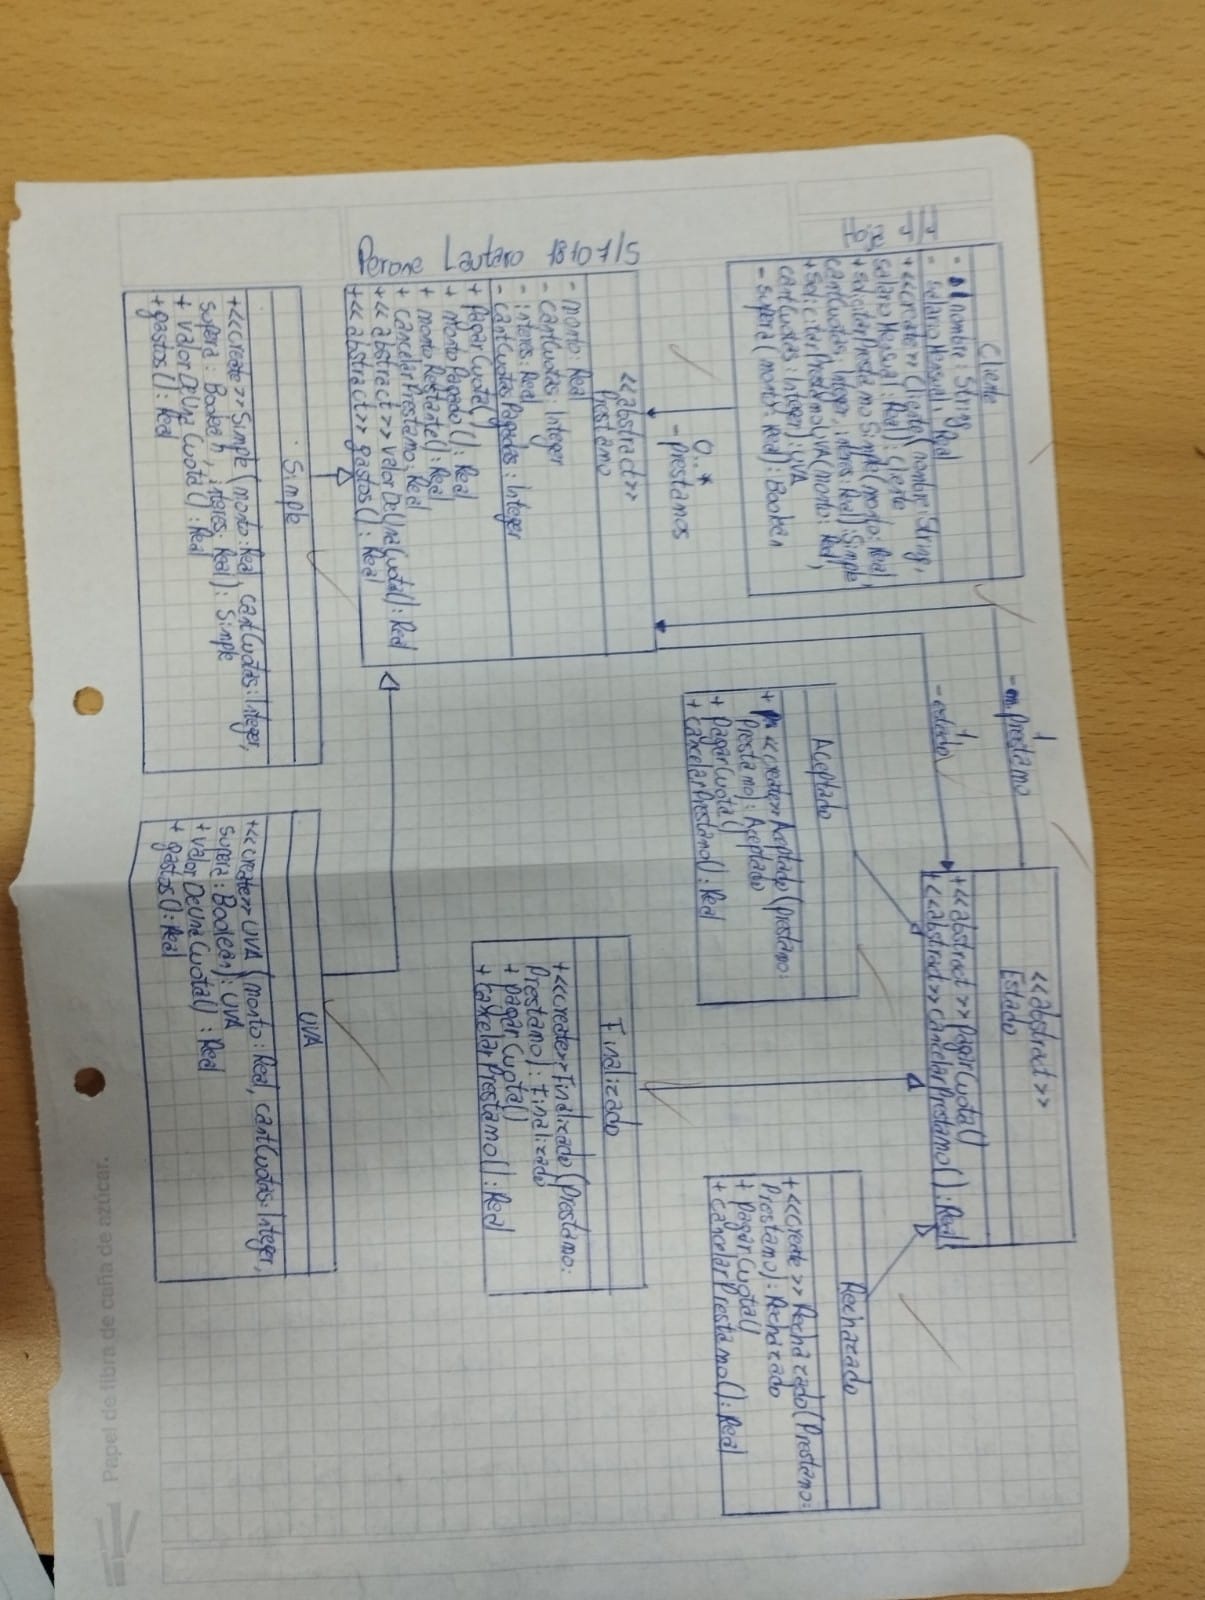 Cliente
- nombre: String
- salarioMensual: Real
+ <<create>> Cliente (nombre: String,
salarioMensual: Real): Cliente
+ solicitarPrestamoSimple (monto: Real,
cantCuotas: Integer, interes: Real): Simple
+ SolicitarPrestamoUVA (monto: Real,
cantCuotas: Integer): UVA
- supera (monto: Real): Boolean
0..*
- prestamos
1
- prestamo
1
- estado
<<abstract>>
Estado
+ <<abstract>> pagarCuota()
+ <<abstract>> cancelarPrestamo(): Real
Aceptado
+ <<create>> Aceptado (prestamo:
Prestamo): Aceptado
+ pagarCuota()
+ cancelarPrestamo(): Real
Rechazado
+ <<create>> Rechazado (Prestamo:
Prestamo): Rechazado
+ pagarCuota()
+ cancelarPrestamo(): Real
Finalizado
+ <<create>> Finalizado (Prestamo:
Prestamo): Finalizado
+ pagarCuota()
+ cancelarPrestamo(): Real
<<abstract>>
Prestamo
- monto: Real
- cantCuotas: Integer
- interes: Real
- cantCuotasPagadas: Integer
+ pagarCuota()
+ montoPagado(): Real
+ montoRestante(): Real
+ cancelarPrestamo: Real
+ << abstract>> valorDeUnaCuota(): Real
+ << abstract>> gastos(): Real
Simple
+ <<create>> Simple (monto: Real, cantCuotas: Integer,
supera: Boolean, interes: Real): Simple
+ valorDeUnaCuota(): Real
+ gastos(): Real
UVA
+ <<create>> UVA (monto: Real, cantCuotas: Integer,
supera: Boolean): UVA
+ valorDeUnaCuota(): Real
+ gastos(): Real
Hoja 4/4
Lautaro 18107/5
Papel de fibra de caña de azúcar.